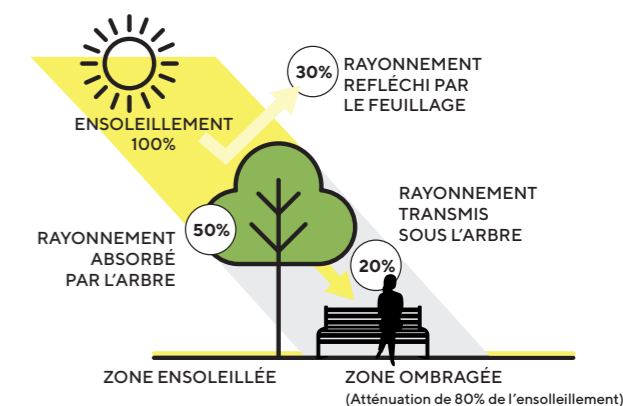 30%
RAYONNEMENT
REFLÉCHI PAR
LE FEUILLAGE
ENSOLEILLEMENT
100%
RAYONNEMENT
TRANSMIS
SOUS L'ARBRE
50%
RAYONNEMENT
ABSORBÉ
PAR L'ARBRE
20%
ZONE ENSOLEILLÉE
ZONE OMBRAGÉE
(Atténuation de 80% de l'ensolleillement)